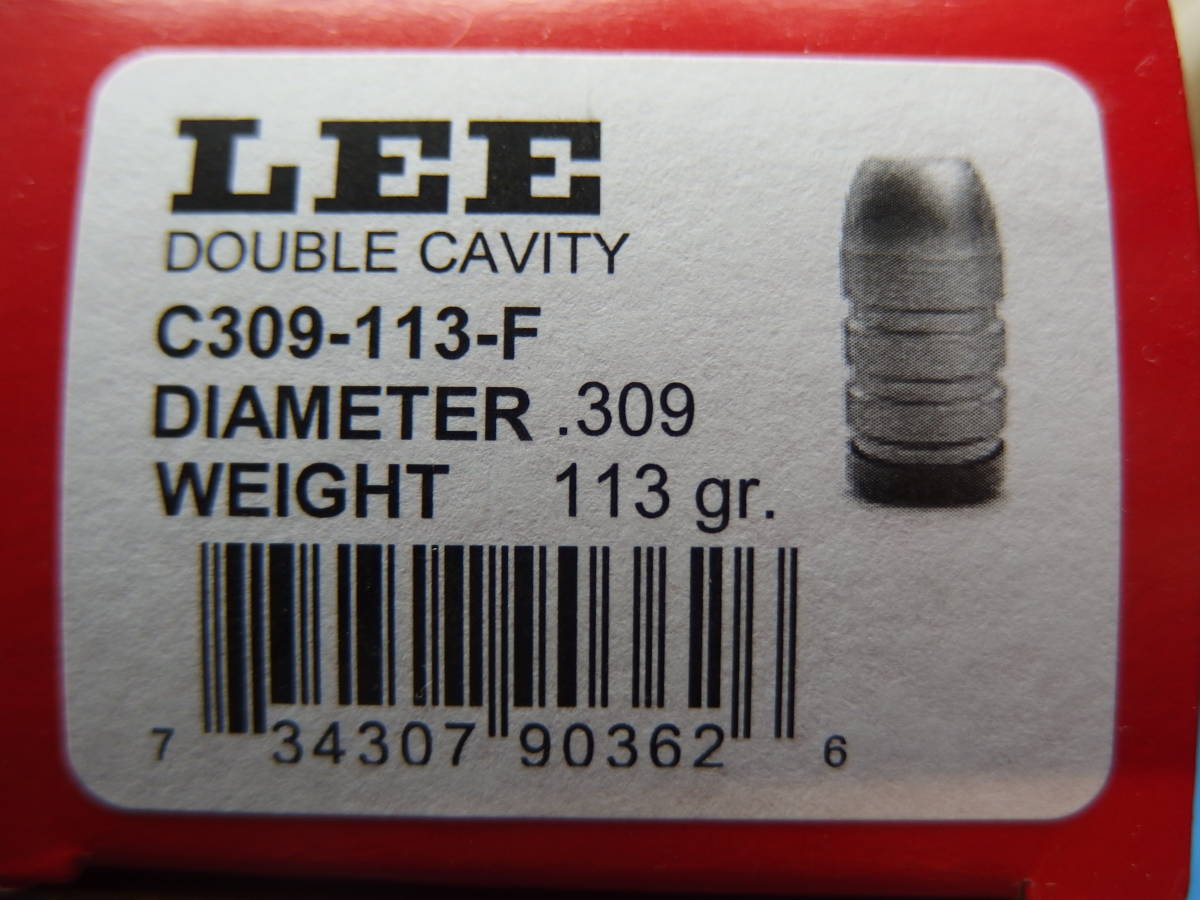 LEE
DOUBLE CAVITY
C309-113-F
DIAMETER .309
WEIGHT 113 gr.
7 34307 90362 6